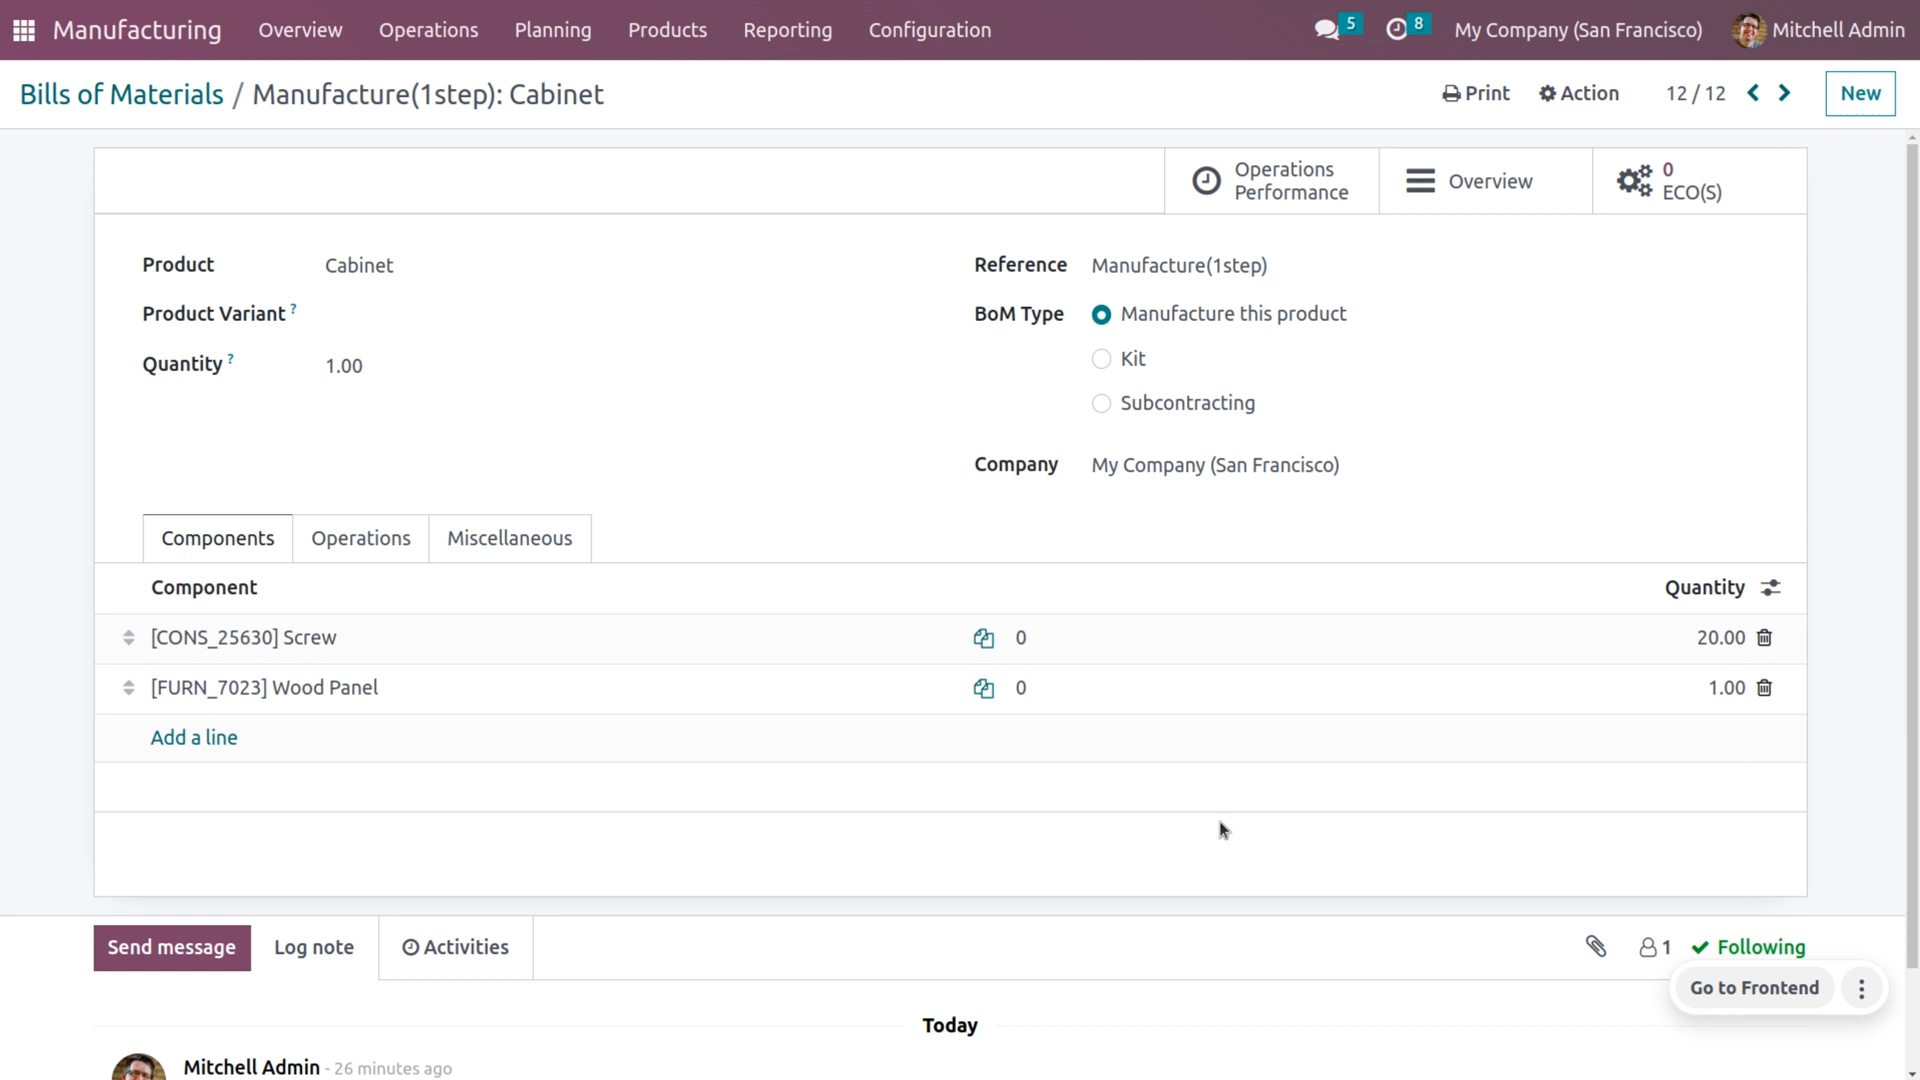 Manufacturing Overview Operations Planning Products Reporting Configuration 5 8 My Company (San Francisco) Mitchell Admin
Bills of Materials / Manufacture(1step): Cabinet Print Action 12 / 12 New
Operations Performance Overview 0 ECO(S)
Product Cabinet Reference Manufacture(1step)
Product Variant ? BoM Type Manufacture this product
Quantity ? 1.00 Kit
Subcontracting
Company My Company (San Francisco)
Components Operations Miscellaneous
Component Quantity
[CONS_25630] Screw 0 20.00
[FURN_7023] Wood Panel 0 1.00
Add a line
Send message Log note Activities 1 Following
Go to Frontend
Today
Mitchell Admin - 26 minutes ago